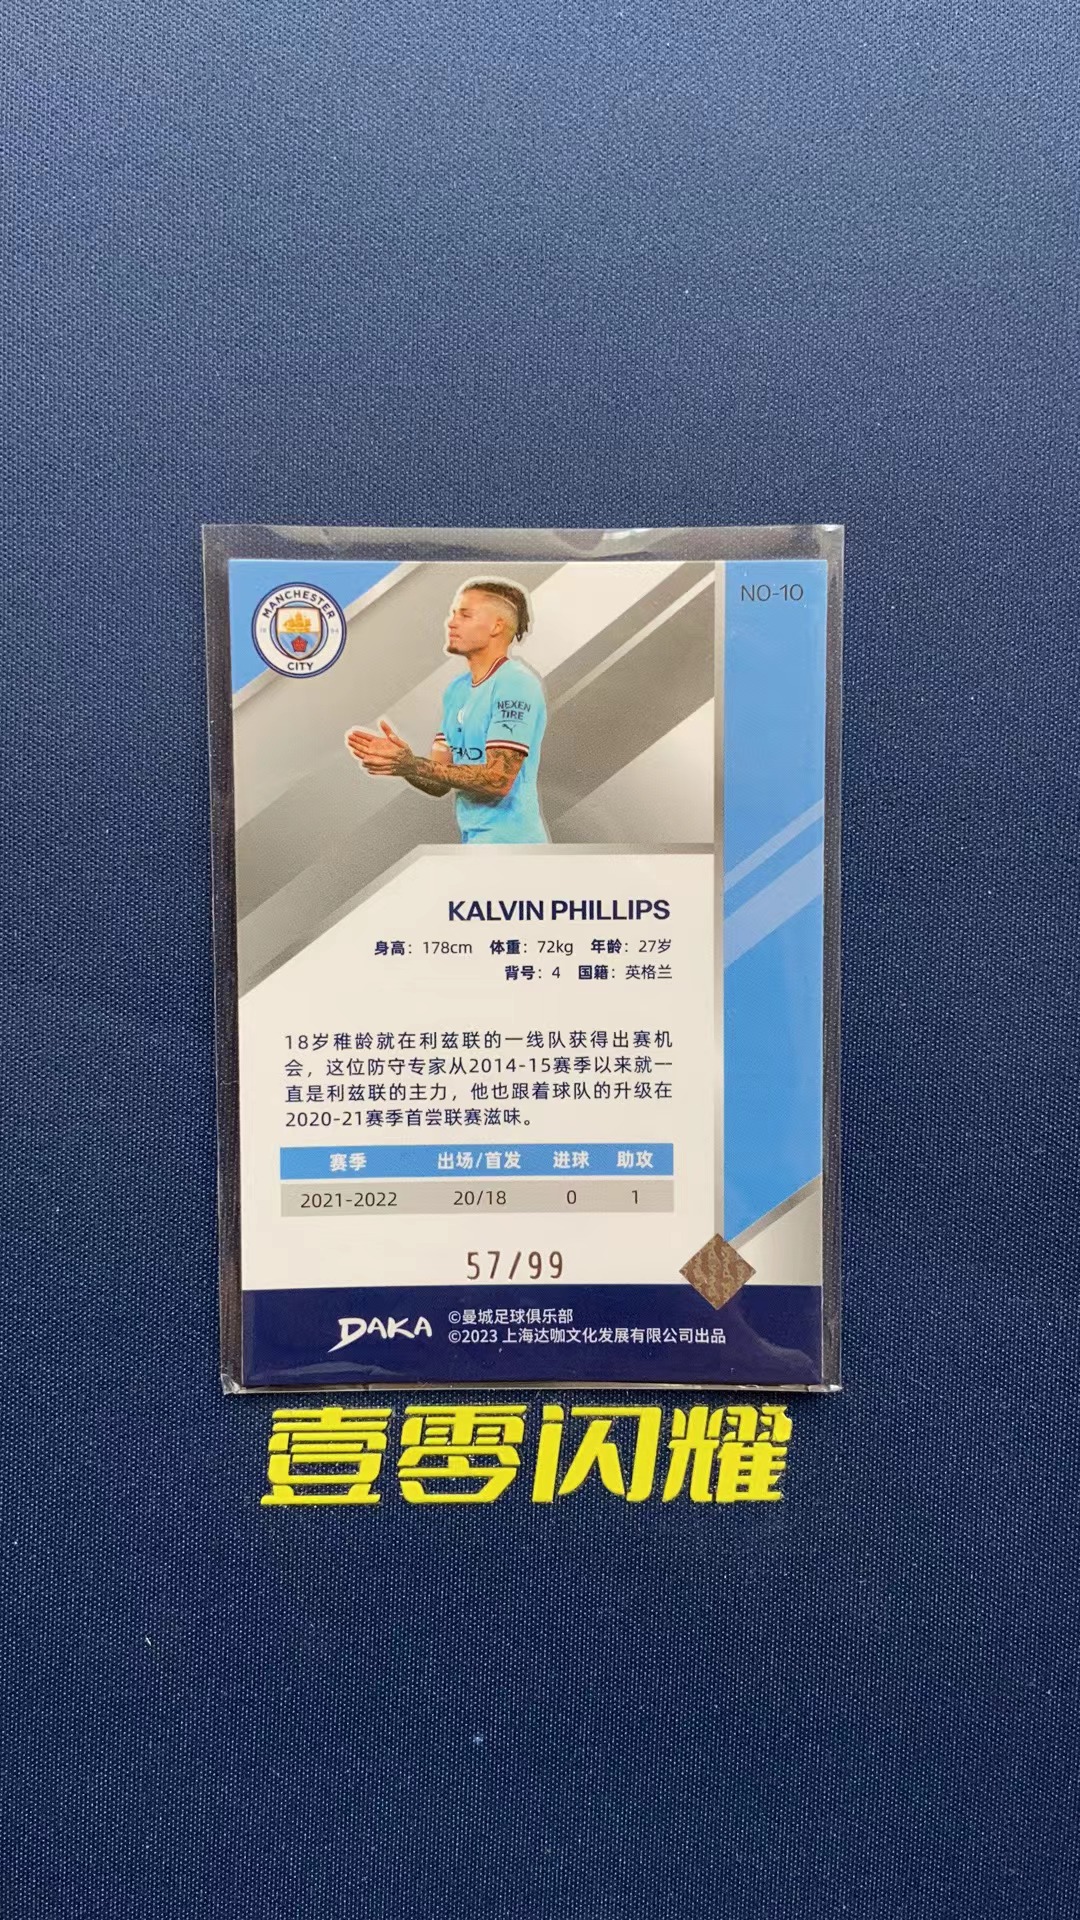 NO-10
MANCHESTER
18 94
CITY
NEXEN
TIRE
KALVIN PHILLIPS
身高：178cm 体重：72kg 年龄：27岁
背号：4 国籍：英格兰
18岁稚龄就在利兹联的一线队获得出赛机
会，这位防守专家从2014-15赛季以来就一
直是利兹联的主力，他也跟着球队的升级在
2020-21赛季首尝联赛滋味。
赛季 出场/首发 进球 助攻
2021-2022 20/18 0 1
57/99
DAKA
©曼城足球俱乐部
©2023 上海达咖文化发展有限公司出品
壹零闪耀